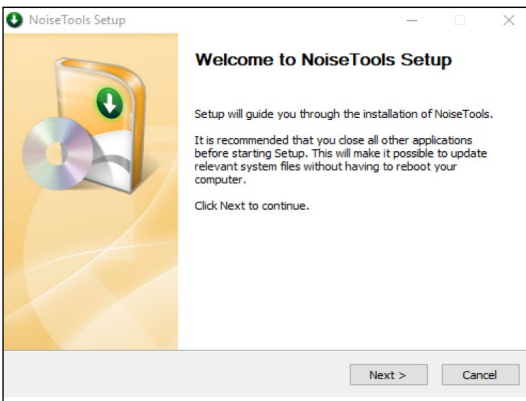 NoiseTools Setup
Welcome to NoiseTools Setup
Setup will guide you through the installation of NoiseTools.
It is recommended that you close all other applications
before starting Setup. This will make it possible to update
relevant system files without having to reboot your
computer.
Click Next to continue.
Next > Cancel